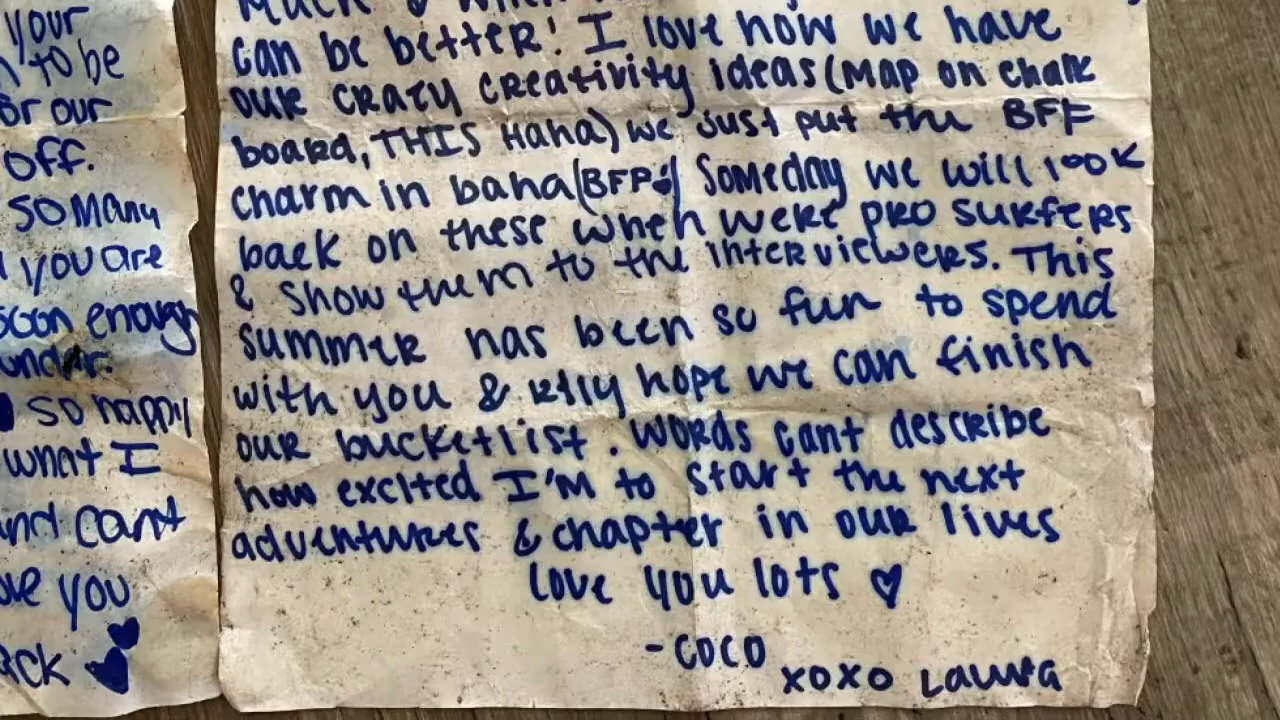 your
to be
or our
off.
so many
you are
soon enough
under.
so happy
what I
and cant
love you
ack
much & when
can be better! I love how we have
our crazy creativity ideas (map on chalk
board, THIS Haha) we just put the BFF
charm in baha (BFP) Someday we will look
back on these when were pro surfers
& show them to the interviewers. This
summer has been so fun to spend
with you & rlly hope we can finish
our bucketlist. Words cant describe
how excited I'm to start the next
adventures & chapter in our lives
Love you lots ♡
-COCO
xoxo Laura